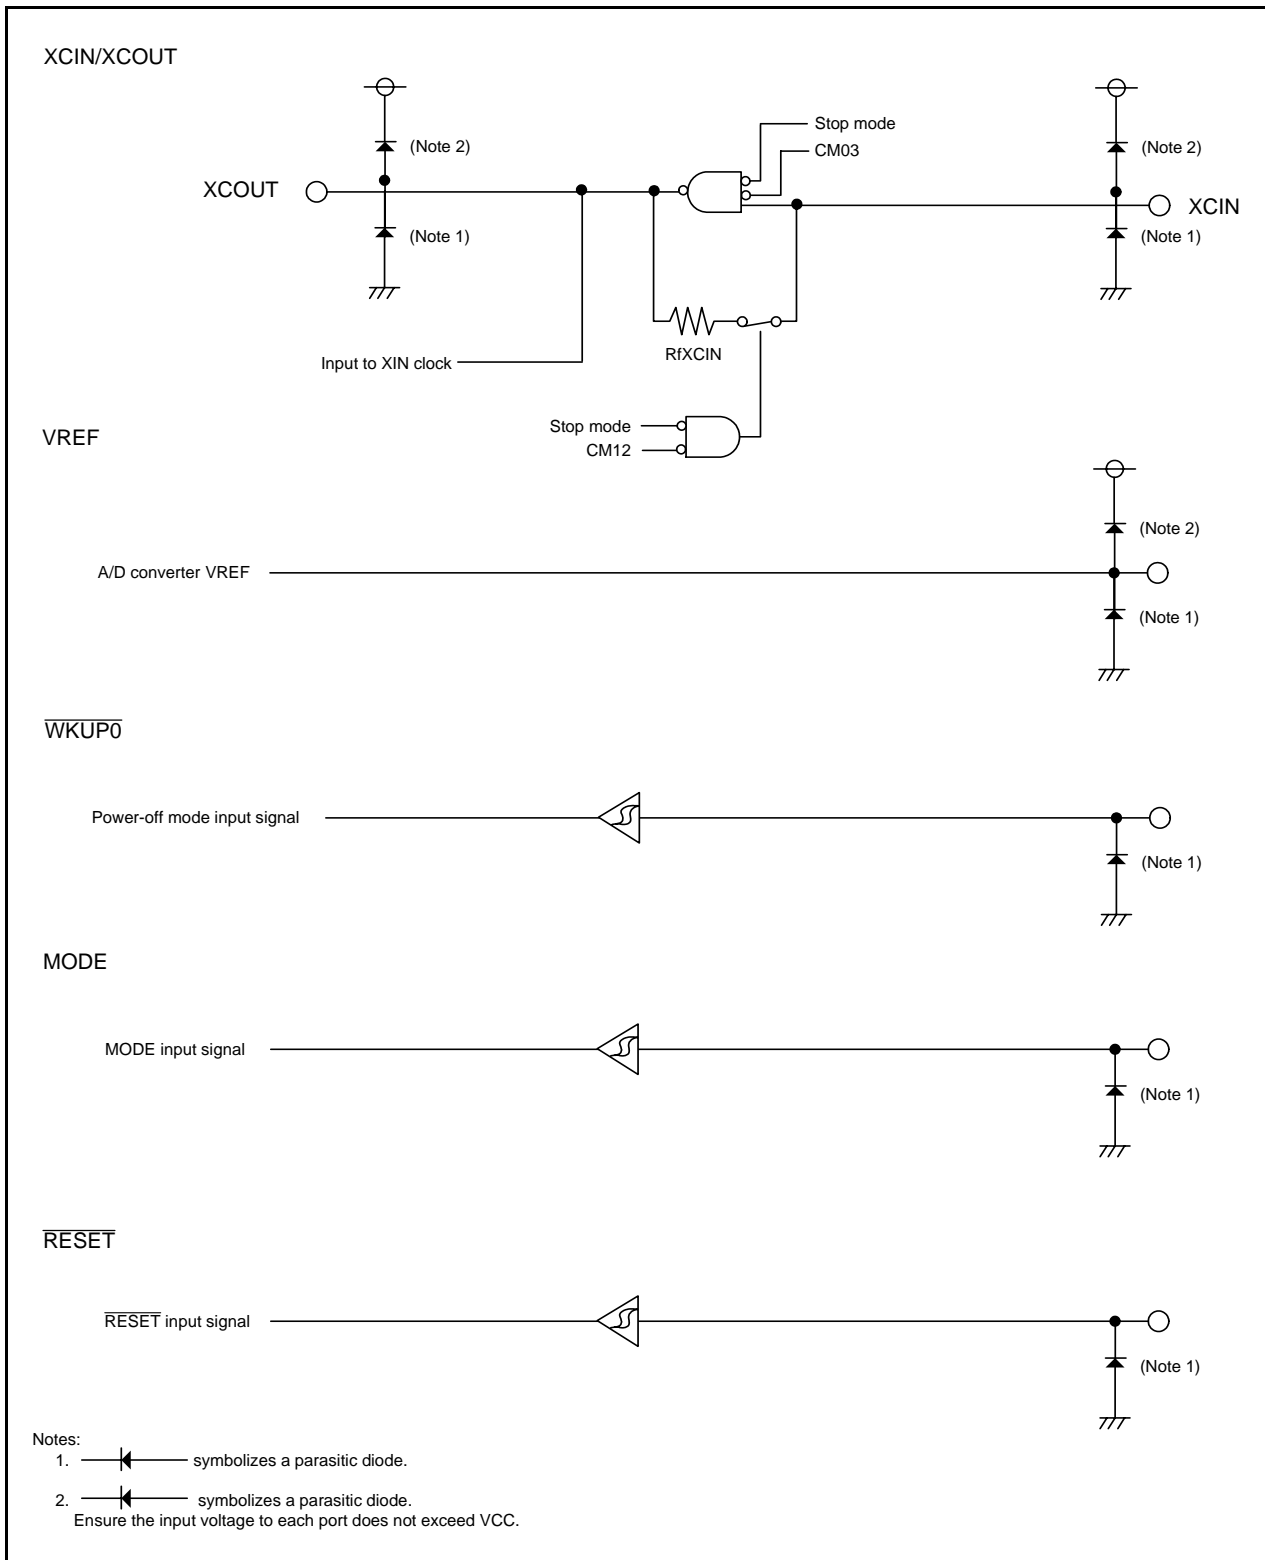 XCIN/XCOUT
(Note 2)
Stop mode
CM03
(Note 2)
XCOUT
XCIN
(Note 1)
(Note 1)
RfXCIN
Input to XIN clock
Stop mode
CM12
VREF
(Note 2)
A/D converter VREF
(Note 1)
WKUP0
Power-off mode input signal
(Note 1)
MODE
MODE input signal
(Note 1)
RESET
RESET input signal
(Note 1)
Notes:
1. symbolizes a parasitic diode.
2. symbolizes a parasitic diode.
Ensure the input voltage to each port does not exceed VCC.